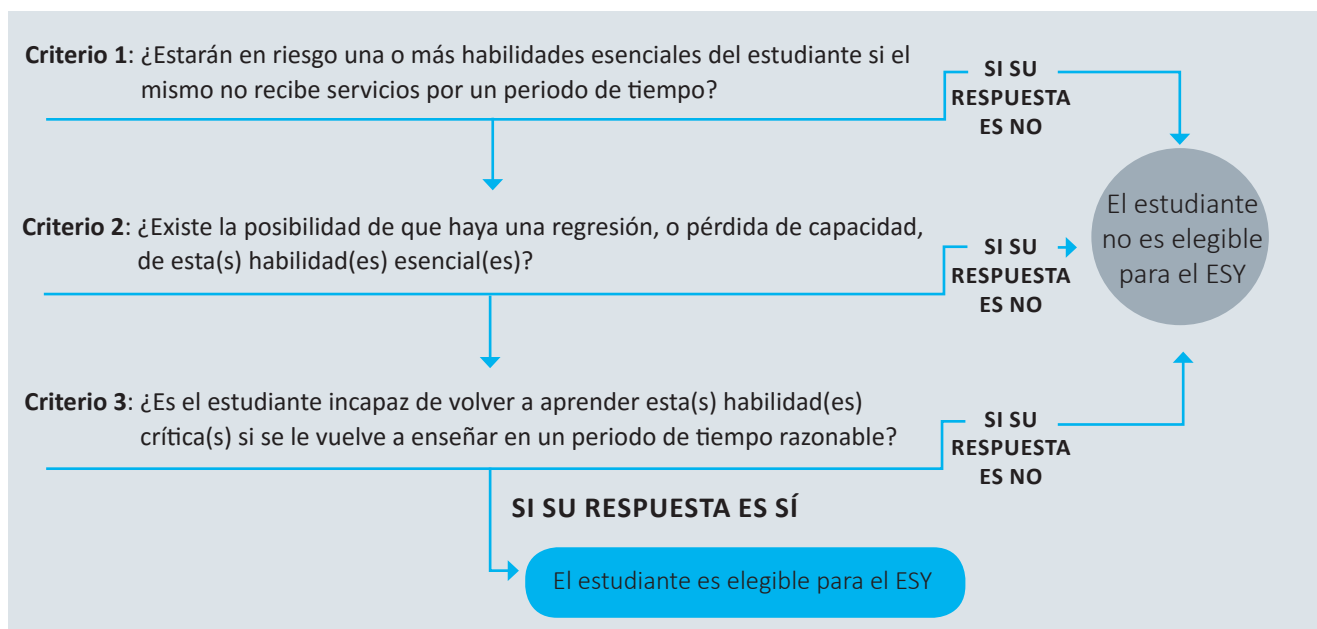 Criterio 1: ¿Estarán en riesgo una o más habilidades esenciales del estudiante si el
mismo no recibe servicios por un periodo de tiempo?
SI SU
RESPUESTA
ES NO
Criterio 2: ¿Existe la posibilidad de que haya una regresión, o pérdida de capacidad,
de esta(s) habilidad(es) esencial(es)?
SI SU
RESPUESTA
ES NO
El estudiante
no es elegible
para el ESY
Criterio 3: ¿Es el estudiante incapaz de volver a aprender esta(s) habilidad(es)
crítica(s) si se le vuelve a enseñar en un periodo de tiempo razonable?
SI SU
RESPUESTA
ES NO
SI SU RESPUESTA ES SÍ
El estudiante es elegible para el ESY